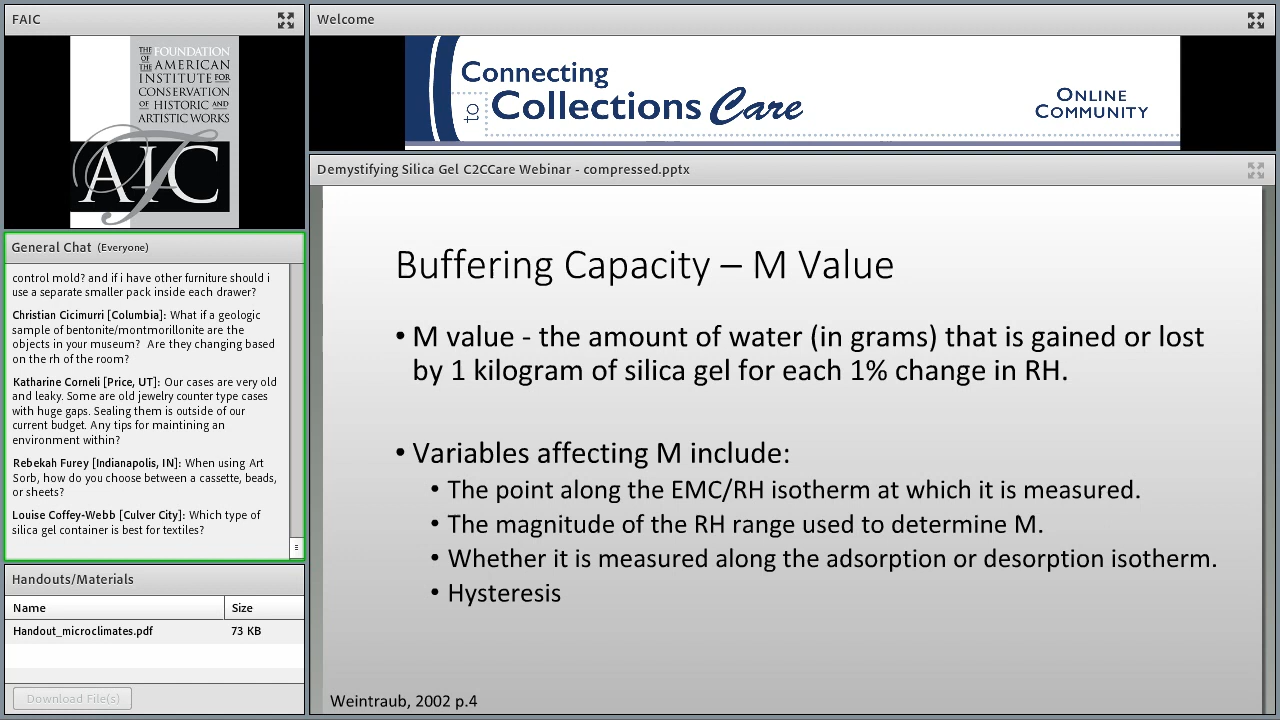 FAIC
THE FOUNDATION
OF THE AMERICAN
INSTITUTE FOR
CONSERVATION
OF HISTORIC AND
ARTISTIC WORKS
AIC
General Chat (Everyone)
control mold? and if i have other furniture should i
use a separate smaller pack inside each drawer?
Christian Cicimurri [Columbia]: What if a geologic
sample of bentonite/montmorillonite are the
objects in your museum?  Are they changing based
on the rh of the room?
Katharine Corneli [Price, UT]: Our cases are very old
and leaky. Some are old jewelry counter type cases
with huge gaps. Sealing them is outside of our
current budget. Any tips for maintining an
environment within?
Rebekah Furey [Indianapolis, IN]: When using Art
Sorb, how do you choose between a cassette, beads,
or sheets?
Louise Coffey-Webb [Culver City]: Which type of
silica gel container is best for textiles?
Handouts/Materials
Name Size
Handout_microclimates.pdf 73 KB
Download File(s)
Welcome
Connecting
to Collections Care
ONLINE
COMMUNITY
Demystifying Silica Gel C2CCare Webinar - compressed.pptx
Buffering Capacity – M Value
• M value - the amount of water (in grams) that is gained or lost
by 1 kilogram of silica gel for each 1% change in RH.
• Variables affecting M include:
• The point along the EMC/RH isotherm at which it is measured.
• The magnitude of the RH range used to determine M.
• Whether it is measured along the adsorption or desorption isotherm.
• Hysteresis
Weintraub, 2002 p.4